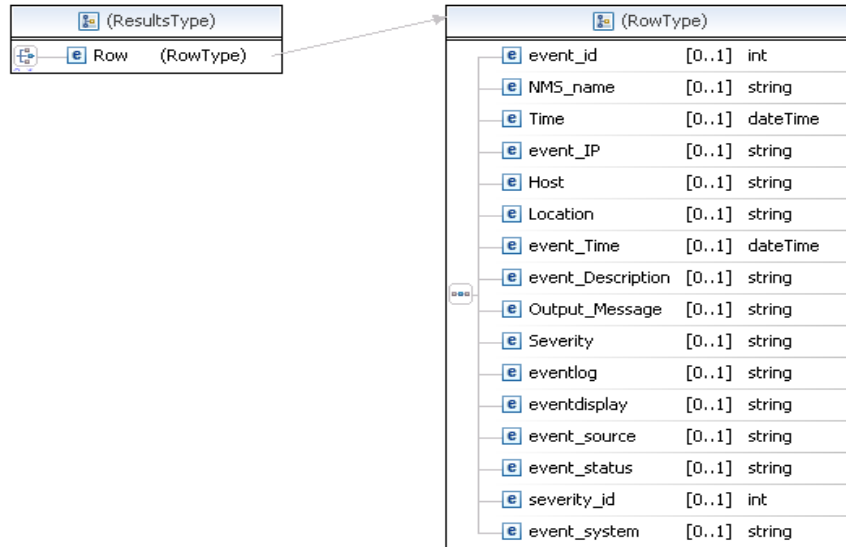 (ResultsType)
e Row (RowType)
(RowType)
e event_id [0..1] int
e NMS_name [0..1] string
e Time [0..1] dateTime
e event_IP [0..1] string
e Host [0..1] string
e Location [0..1] string
e event_Time [0..1] dateTime
e event_Description [0..1] string
e Output_Message [0..1] string
e Severity [0..1] string
e eventlog [0..1] string
e eventdisplay [0..1] string
e event_source [0..1] string
e event_status [0..1] string
e severity_id [0..1] int
e event_system [0..1] string